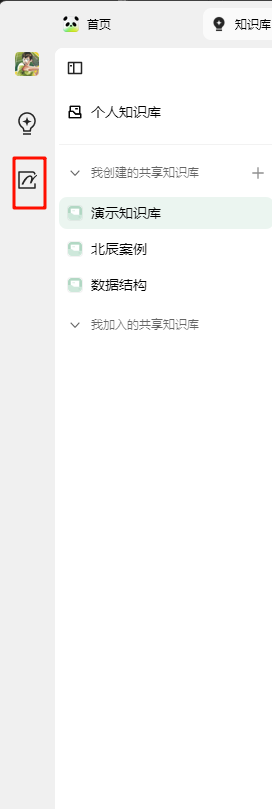 首页
知识库
个人知识库
我创建的共享知识库
演示知识库
北辰案例
数据结构
我加入的共享知识库